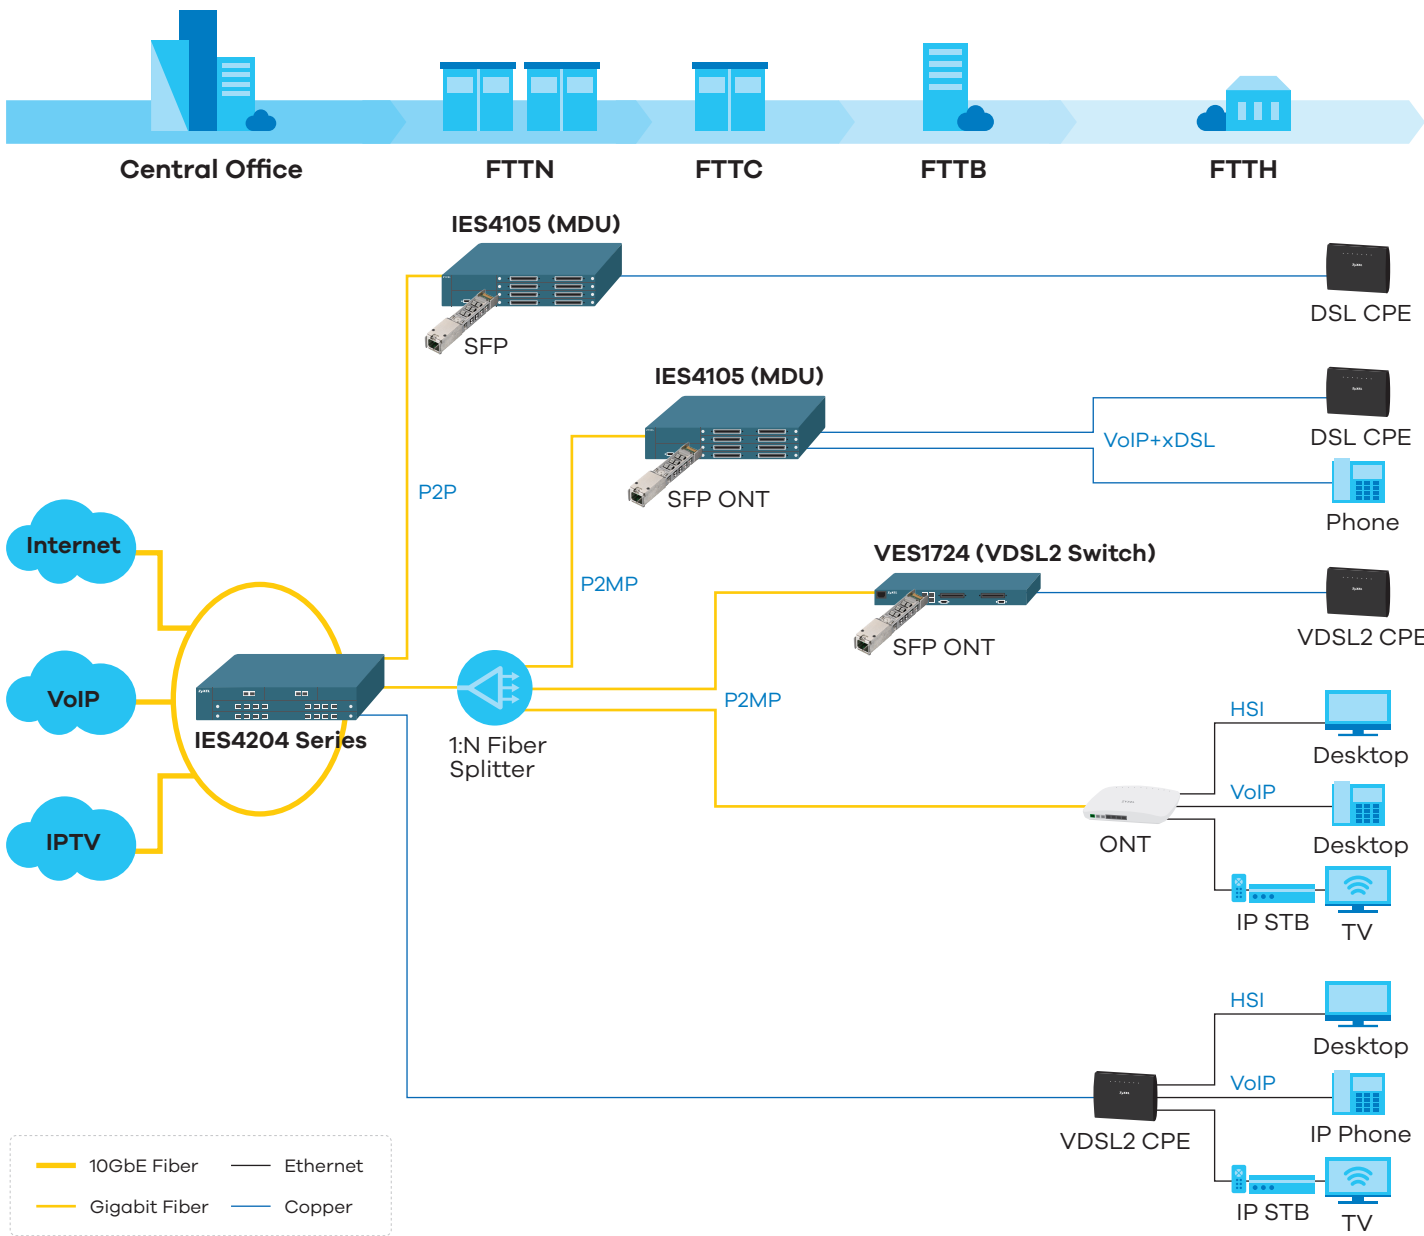 Central Office
FTTN
FTTC
FTTB
FTTH
IES4105 (MDU)
SFP
DSL CPE
IES4105 (MDU)
SFP ONT
VoIP+xDSL
DSL CPE
Phone
P2P
P2MP
VES1724 (VDSL2 Switch)
SFP ONT
VDSL2 CPE
Internet
VoIP
IPTV
IES4204 Series
1:N Fiber
Splitter
P2MP
HSI
Desktop
VoIP
Desktop
ONT
IP STB
TV
HSI
Desktop
VoIP
IP Phone
VDSL2 CPE
IP STB
TV
10GbE Fiber
Ethernet
Gigabit Fiber
Copper